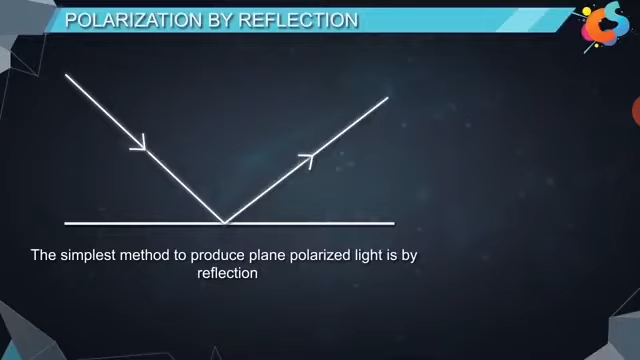 POLARIZATION BY REFLECTION
The simplest method to produce plane polarized light is by
reflection